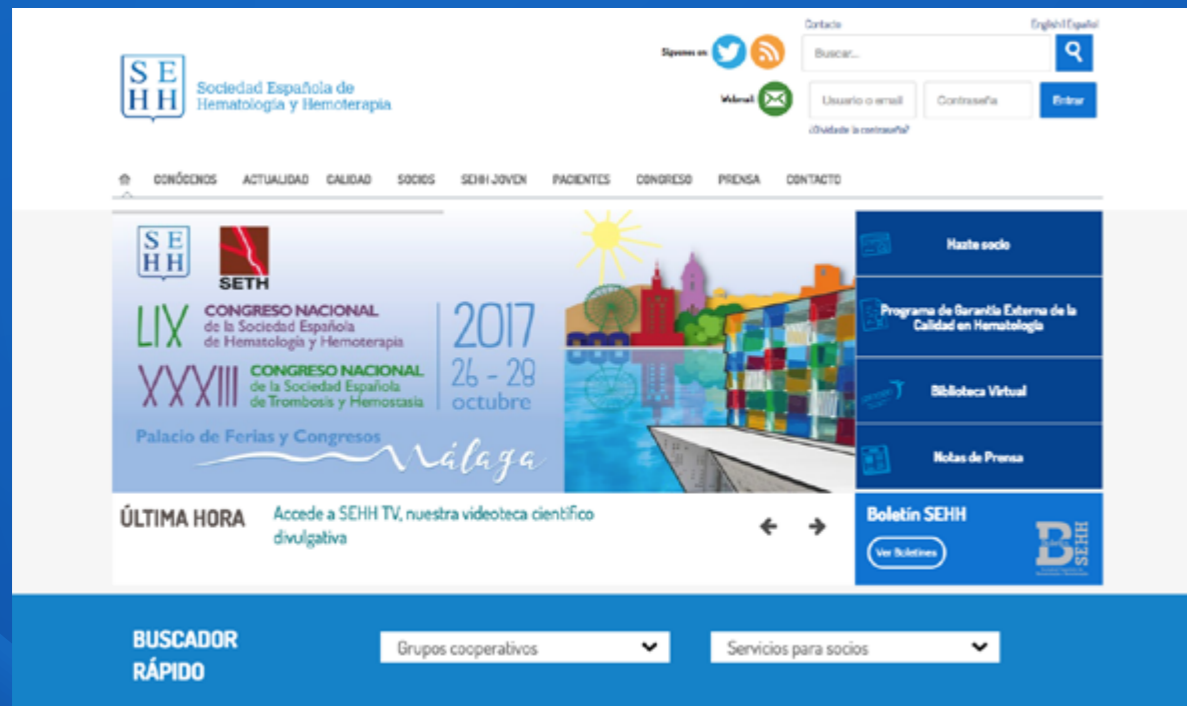 Contacto
English | Español
S E
H H
Sociedad Española de
Hematología y Hemoterapia
Síguenos en
Buscar...
Webmail
Usuario o email
Contraseña
Entrar
¿Olvidaste la contraseña?
CONÓCENOS ACTUALIDAD CALIDAD SOCIOS SEHH JOVEN PACIENTES CONGRESO PRENSA CONTACTO
S E
H H
SETH
LIX CONGRESO NACIONAL
de la Sociedad Española
de Hematología y Hemoterapia
XXXIII CONGRESO NACIONAL
de la Sociedad Española
de Trombosis y Hemostasia
2017
26 - 28
octubre
Palacio de Ferias y Congresos
Málaga
Hazte socio
Programa de Garantía Externa de la
Calidad en Hematología
Biblioteca Virtual
Notas de Prensa
ÚLTIMA HORA
Accede a SEHH TV, nuestra videoteca científico
divulgativa
Boletín SEHH
Ver Boletines
B
SEHH
BUSCADOR
RÁPIDO
Grupos cooperativos
Servicios para socios